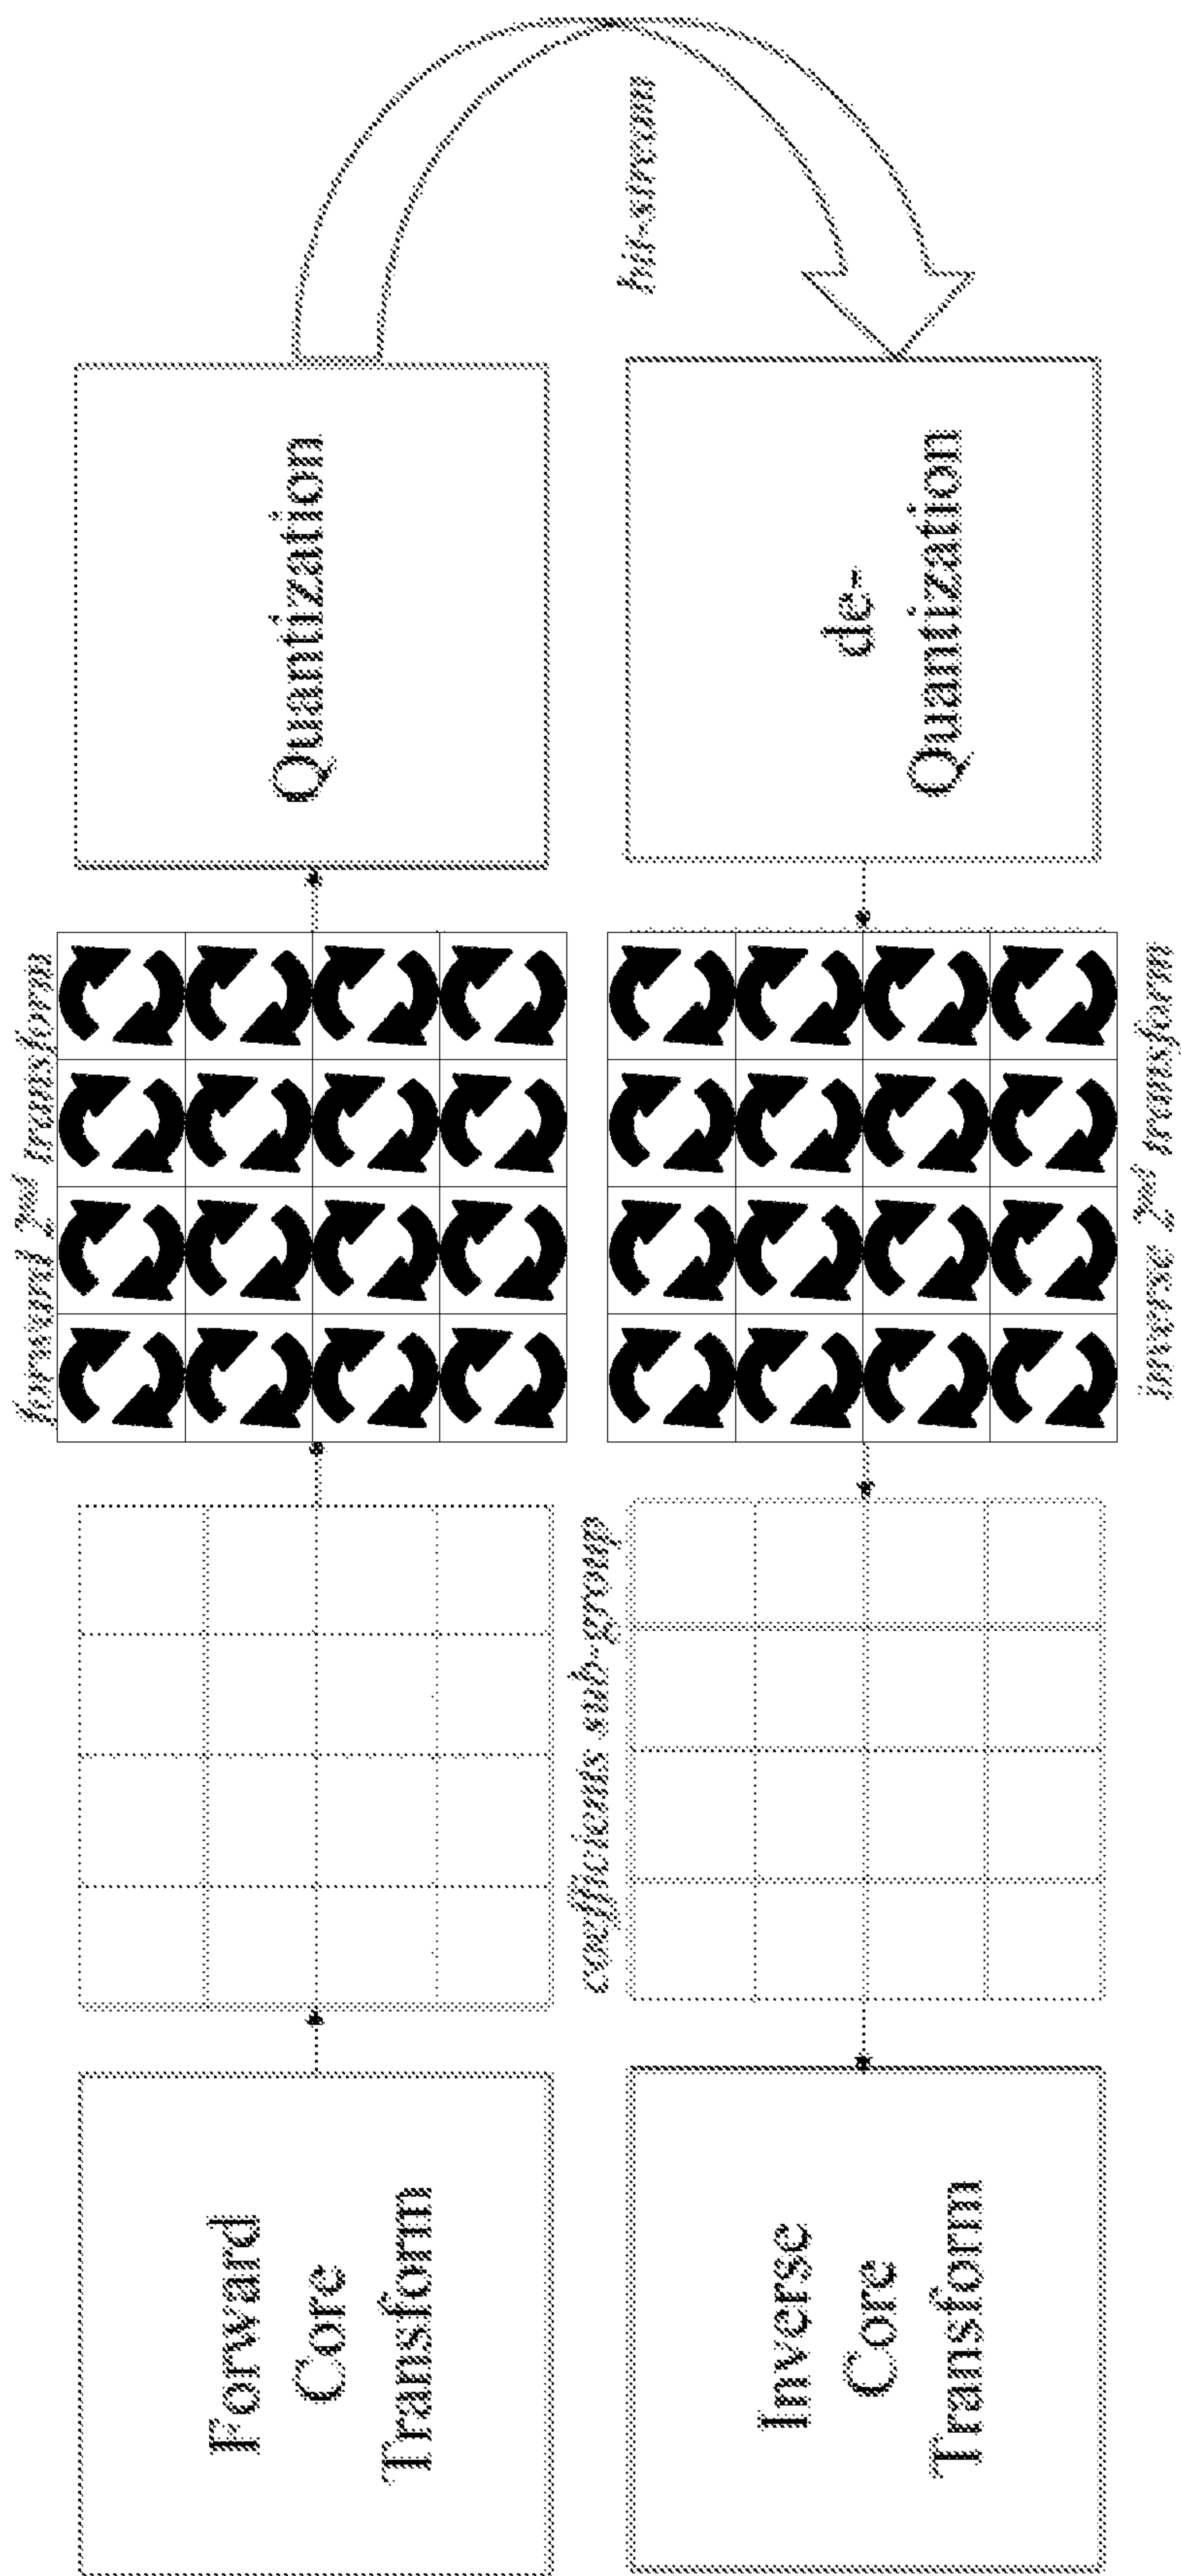 Forward
Core
Transform
forward 2nd transform
Quantization
coefficients sub-group
bit-stream
Inverse
Core
Transform
inverse 2nd transform
de-
Quantization